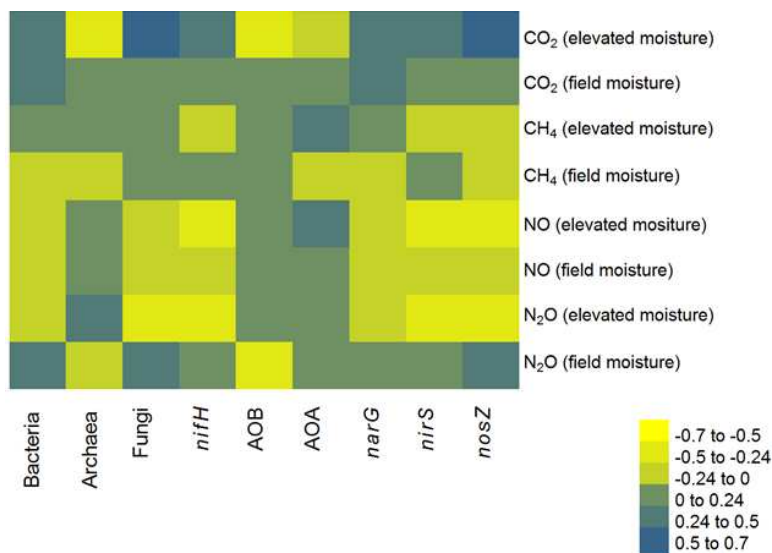 CO₂ (elevated moisture)
CO₂ (field moisture)
CH₄ (elevated moisture)
CH₄ (field moisture)
NO (elevated mositure)
NO (field moisture)
N₂O (elevated moisture)
N₂O (field moisture)
Bacteria
Archaea
Fungi
nifH
AOB
AOA
narG
nirS
nosZ
-0.7 to -0.5
-0.5 to -0.24
-0.24 to 0
0 to 0.24
0.24 to 0.5
0.5 to 0.7